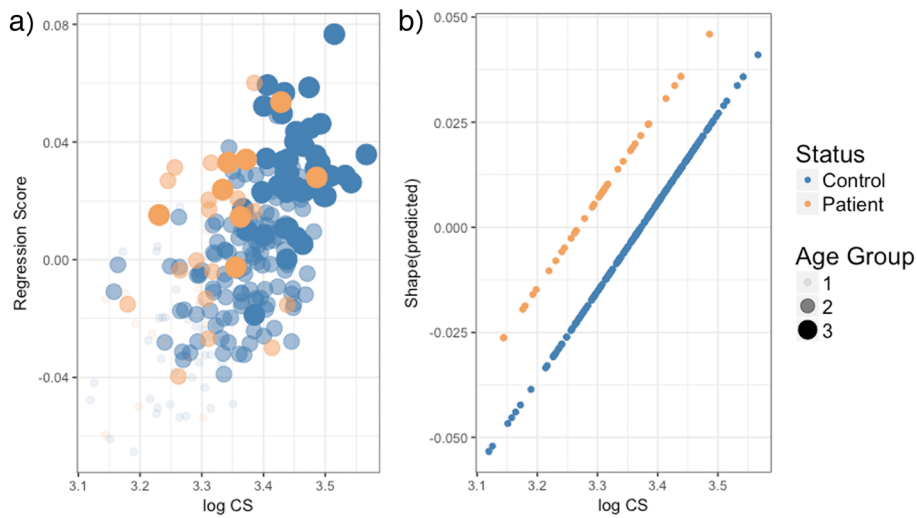 a)
0.08
0.04
0.00
-0.04
Regression Score
3.1 3.2 3.3 3.4 3.5
log CS
b)
0.050
0.025
0.000
-0.025
-0.050
Shape(predicted)
3.1 3.2 3.3 3.4 3.5
log CS
Status
Control
Patient
Age Group
1
2
3